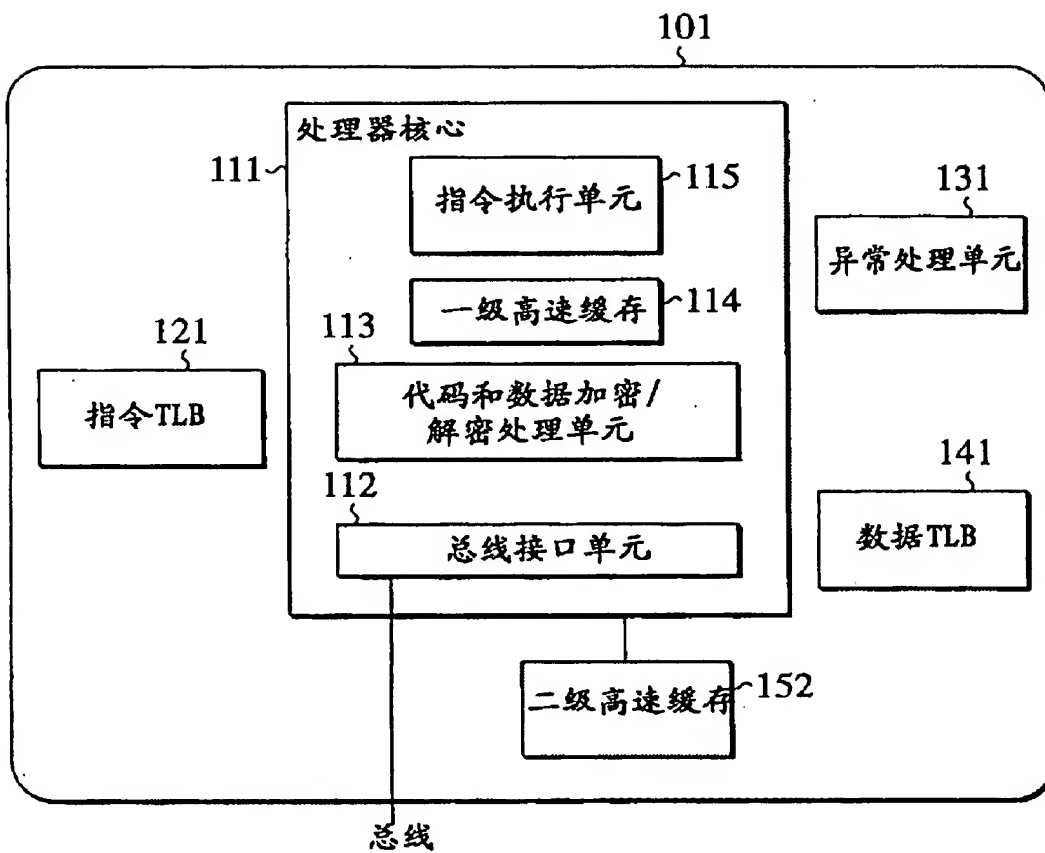 101
处理器核心
111
指令执行单元
115
131
异常处理单元
一级高速缓存
114
113
121
指令TLB
代码和数据加密/
解密处理单元
112
141
总线接口单元
数据TLB
二级高速缓存
152
总线